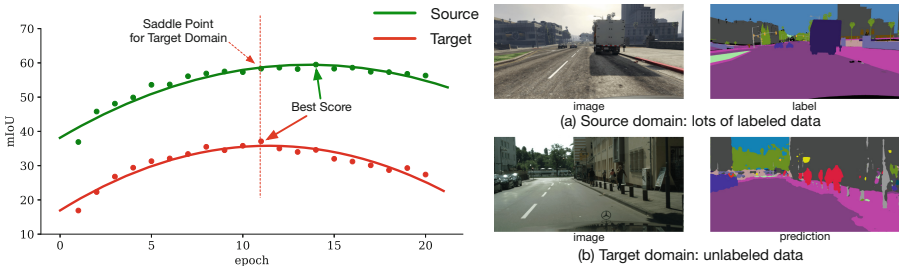 Source
Target
Saddle Point
for Target Domain
Best Score
mIoU
70
60
50
40
30
20
10
0
5
10
15
20
epoch
image
label
(a) Source domain: lots of labeled data
image
prediction
(b) Target domain: unlabeled data